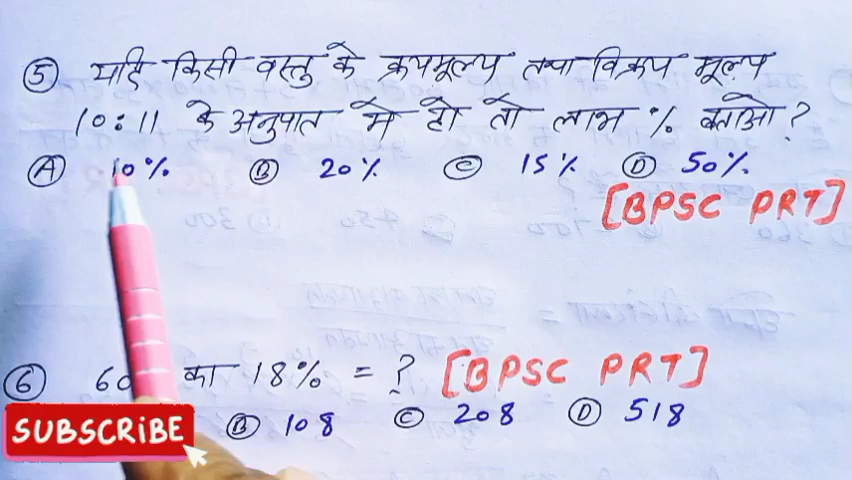 ⑤ यदि किसी वस्तु के क्रयमूल्य तथा विक्रय मूल्य
10:11 के अनुपात में हो तो लाभ % बताओ?
Ⓐ 10% Ⓑ 20% Ⓒ 15% Ⓓ 50%
[BPSC PRT]
⑥ का 18% = ? [BPSC PRT]
Ⓑ 108 Ⓒ 208 Ⓓ 518
SUBSCRIBE